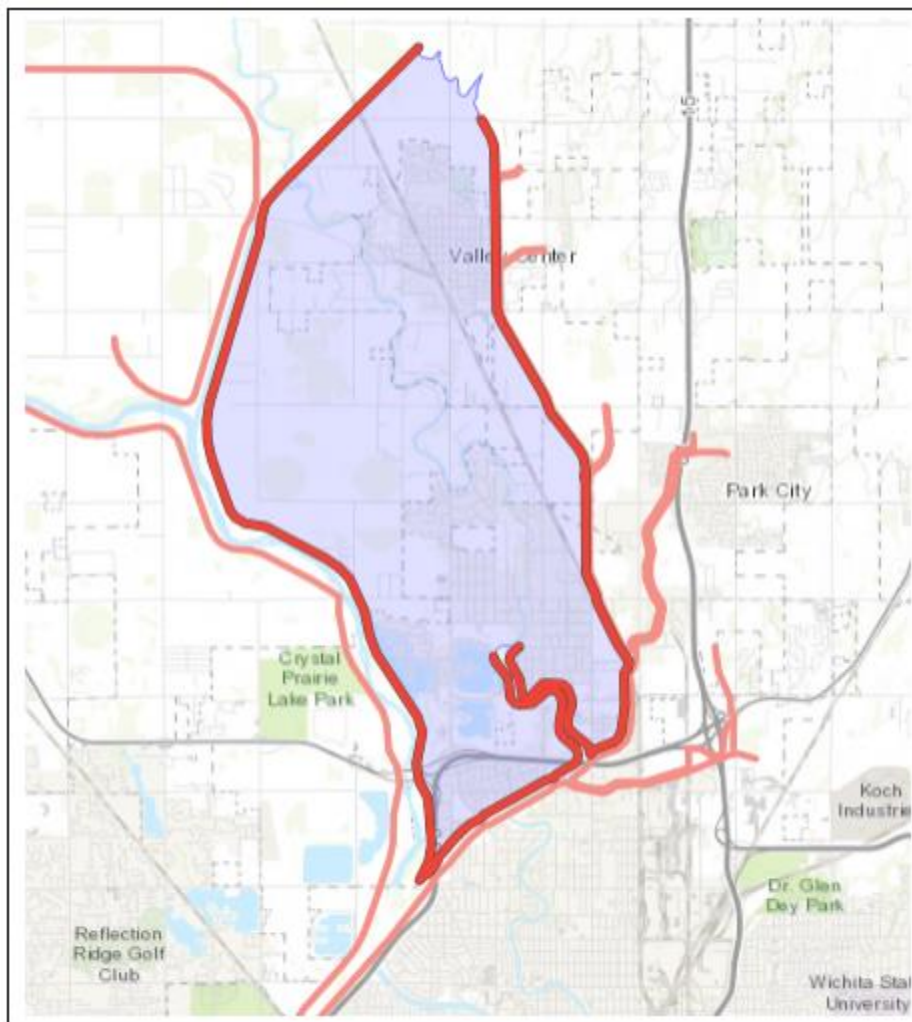 Valley Center
Park City
Crystal
Prairie
Lake Park
Koch
Industrie
Dr. Glen
Dey Park
Reflection
Ridge Golf
Club
Wichita Stat
University